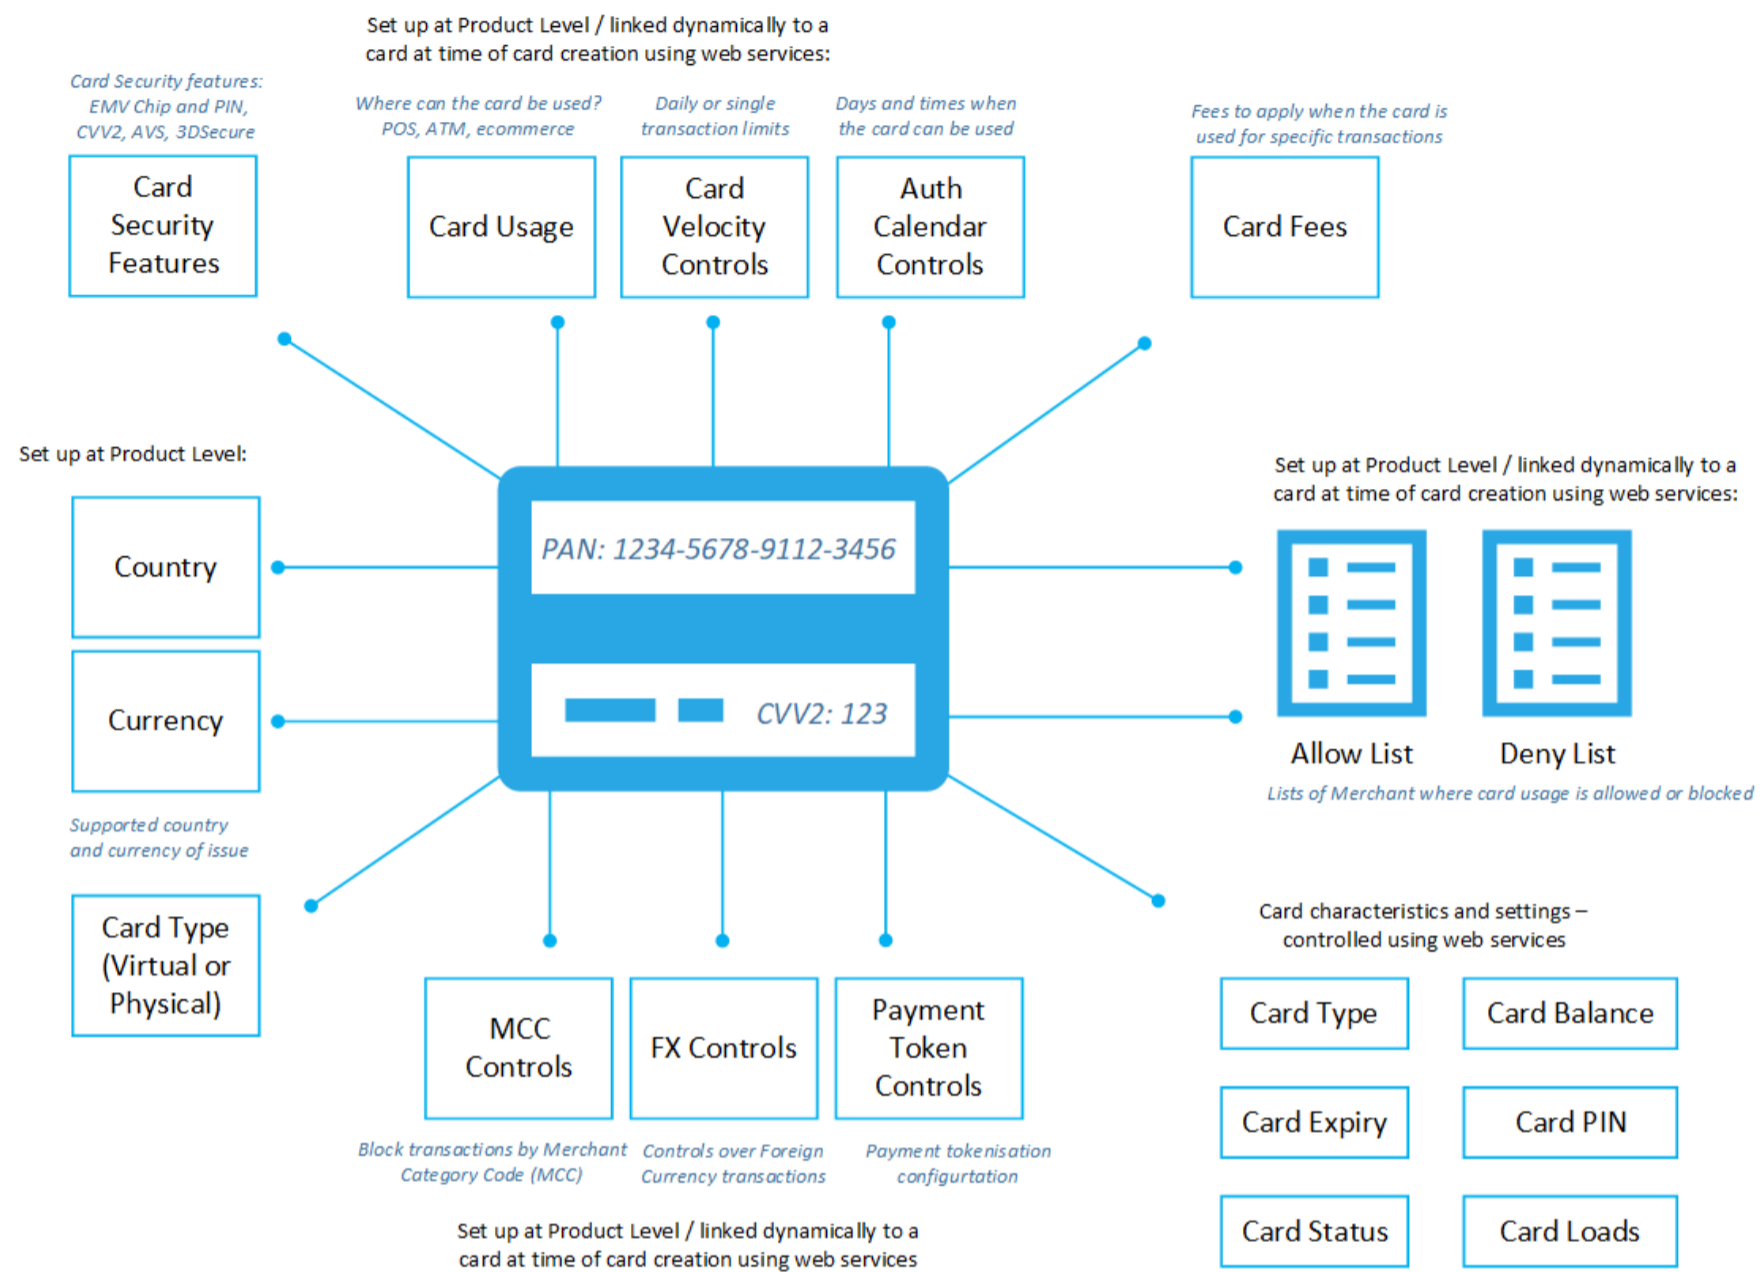 Set up at Product Level / linked dynamically to a
card at time of card creation using web services:
Card Security features:
EMV Chip and PIN,
CVV2, AVS, 3DSecure
Where can the card be used?
POS, ATM, ecommerce
Daily or single
transaction limits
Days and times when
the card can be used
Fees to apply when the card is
used for specific transactions
Card
Security
Features
Card Usage
Card
Velocity
Controls
Auth
Calendar
Controls
Card Fees
Set up at Product Level:
Country
Currency
Supported country
and currency of issue
Card Type
(Virtual or
Physical)
PAN: 1234-5678-9112-3456
CVV2: 123
Set up at Product Level / linked dynamically to a
card at time of card creation using web services:
Allow List
Deny List
Lists of Merchant where card usage is allowed or blocked
MCC
Controls
FX Controls
Payment
Token
Controls
Block transactions by Merchant
Category Code (MCC)
Controls over Foreign
Currency transactions
Payment tokenisation
configurtation
Set up at Product Level / linked dynamically to a
card at time of card creation using web services
Card characteristics and settings –
controlled using web services
Card Type
Card Balance
Card Expiry
Card PIN
Card Status
Card Loads